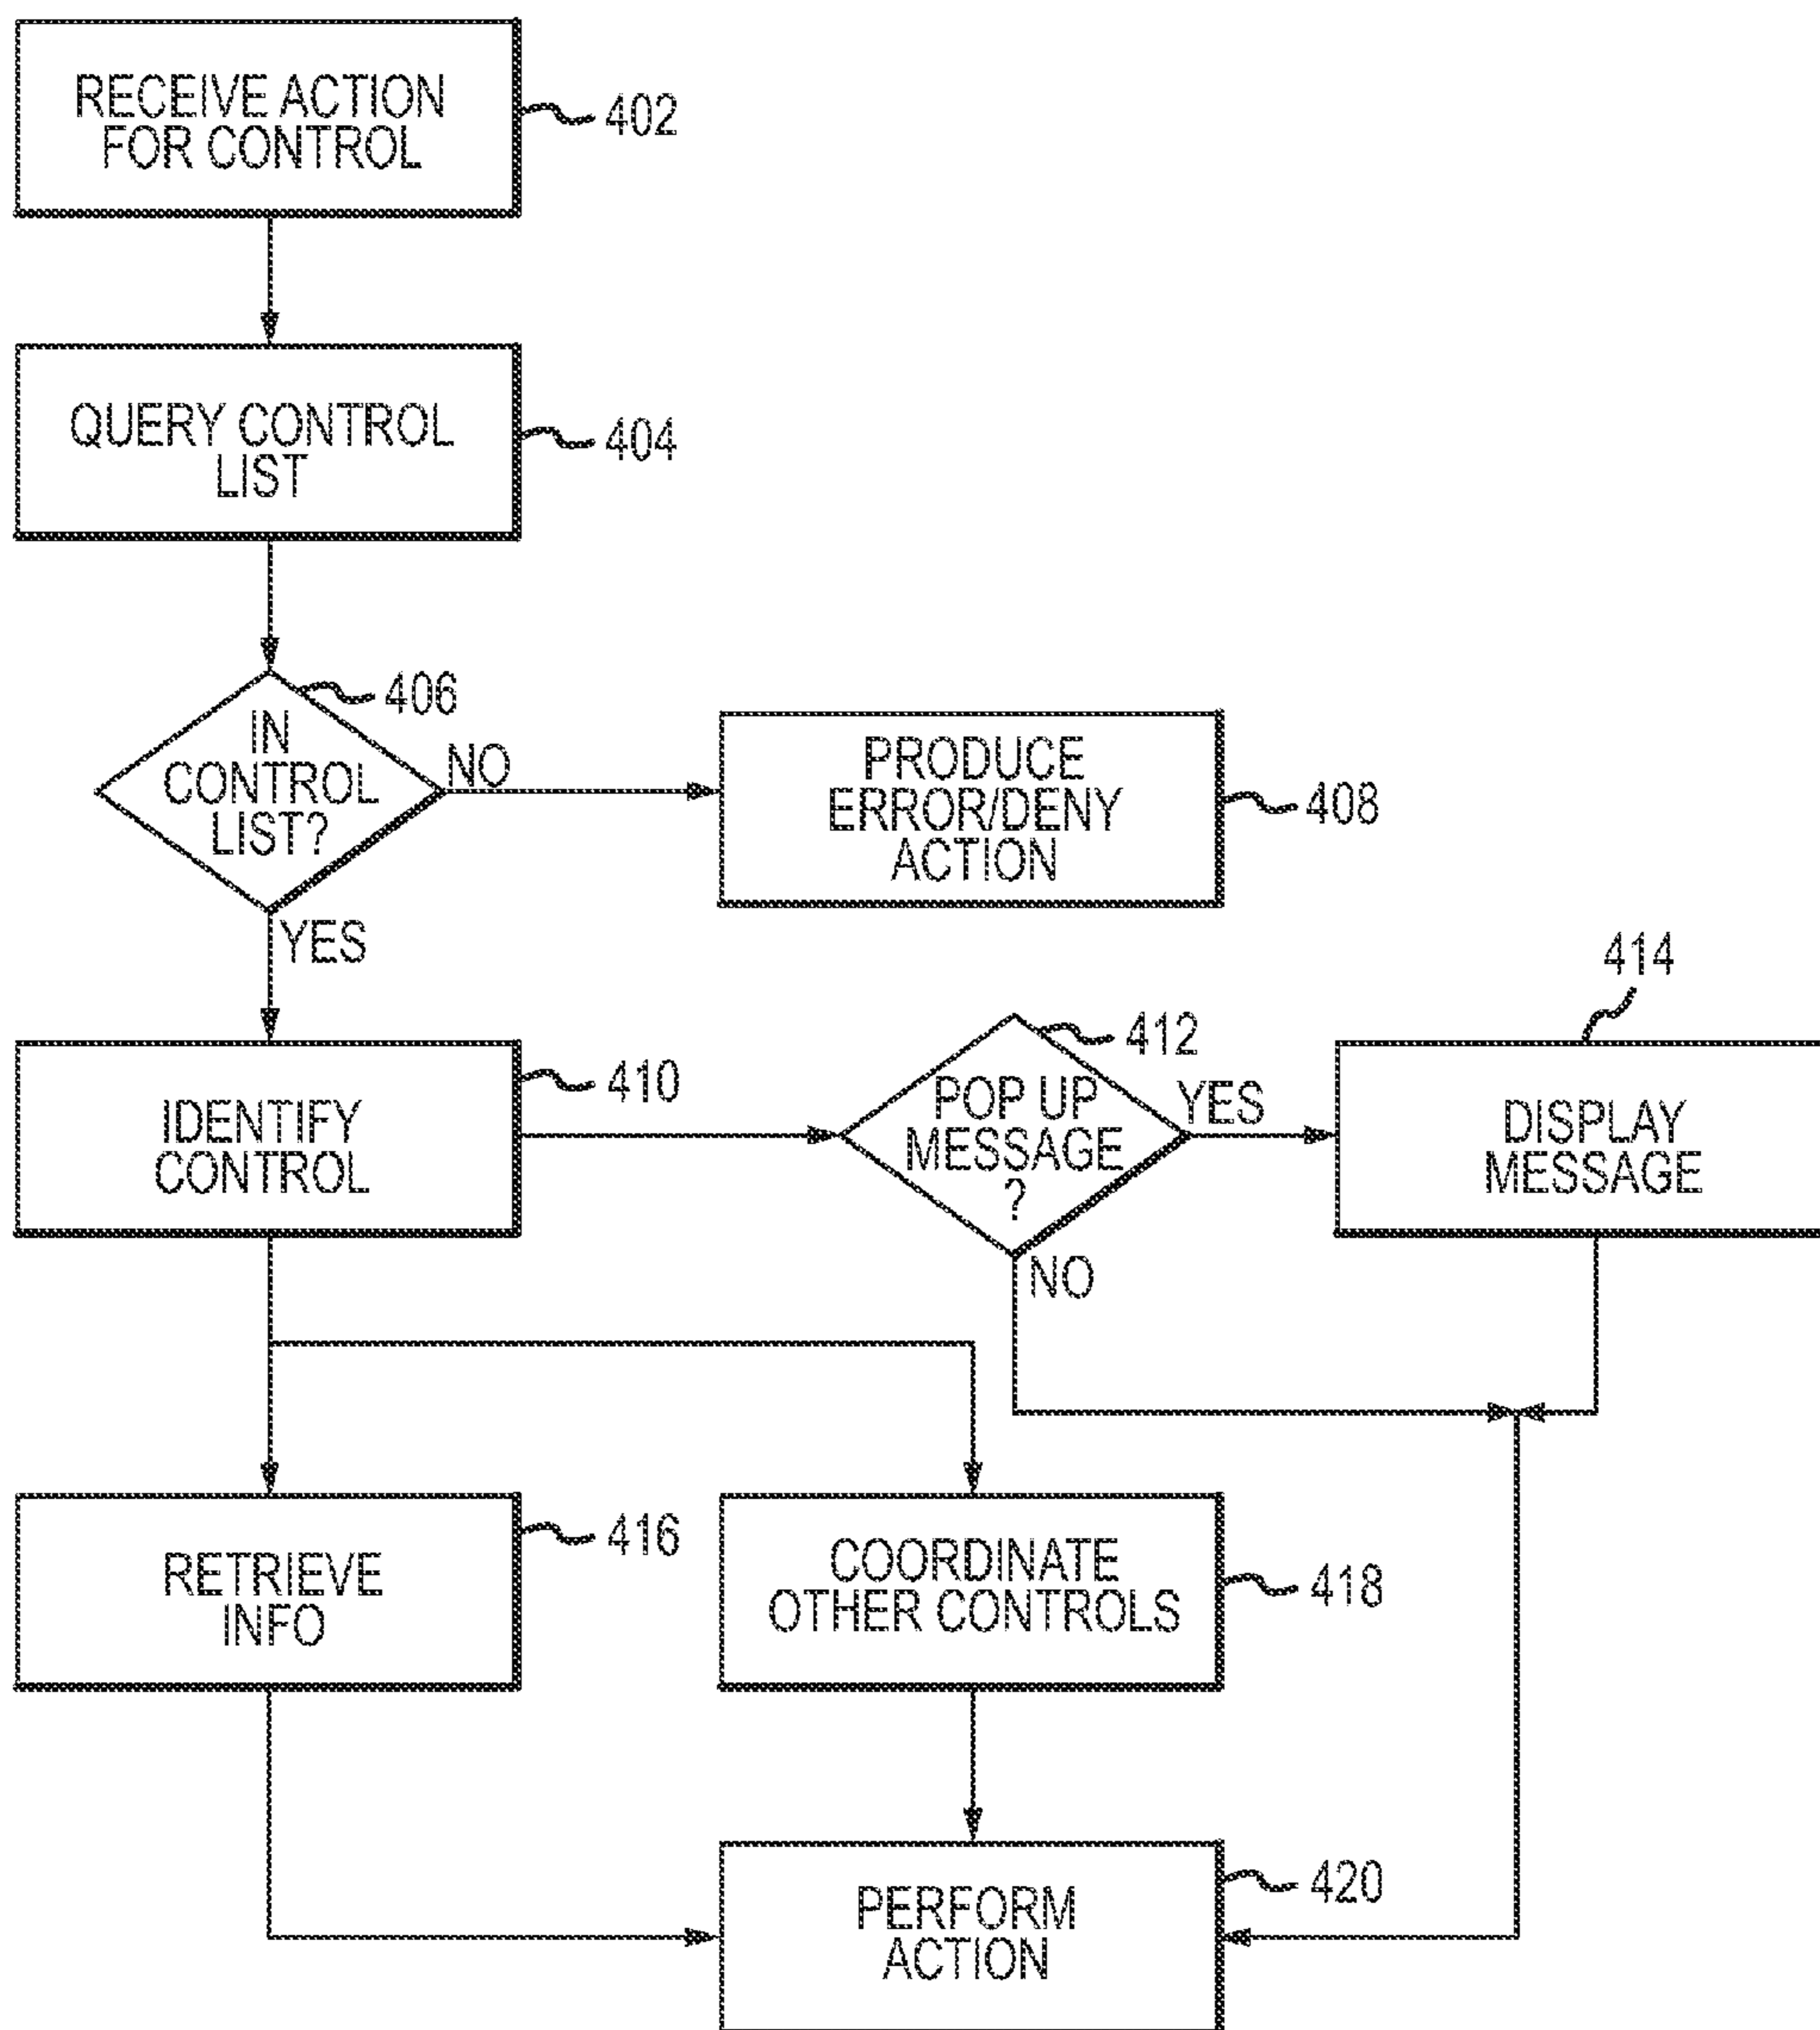 RECEIVE ACTION
FOR CONTROL
402
QUERY CONTROL
LIST
404
406
IN
CONTROL
LIST?
NO
YES
PRODUCE
ERROR/DENY
ACTION
408
IDENTIFY
CONTROL
410
412
POP UP
MESSAGE
?
YES
NO
414
DISPLAY
MESSAGE
RETRIEVE
INFO
416
COORDINATE
OTHER CONTROLS
418
PERFORM
ACTION
420